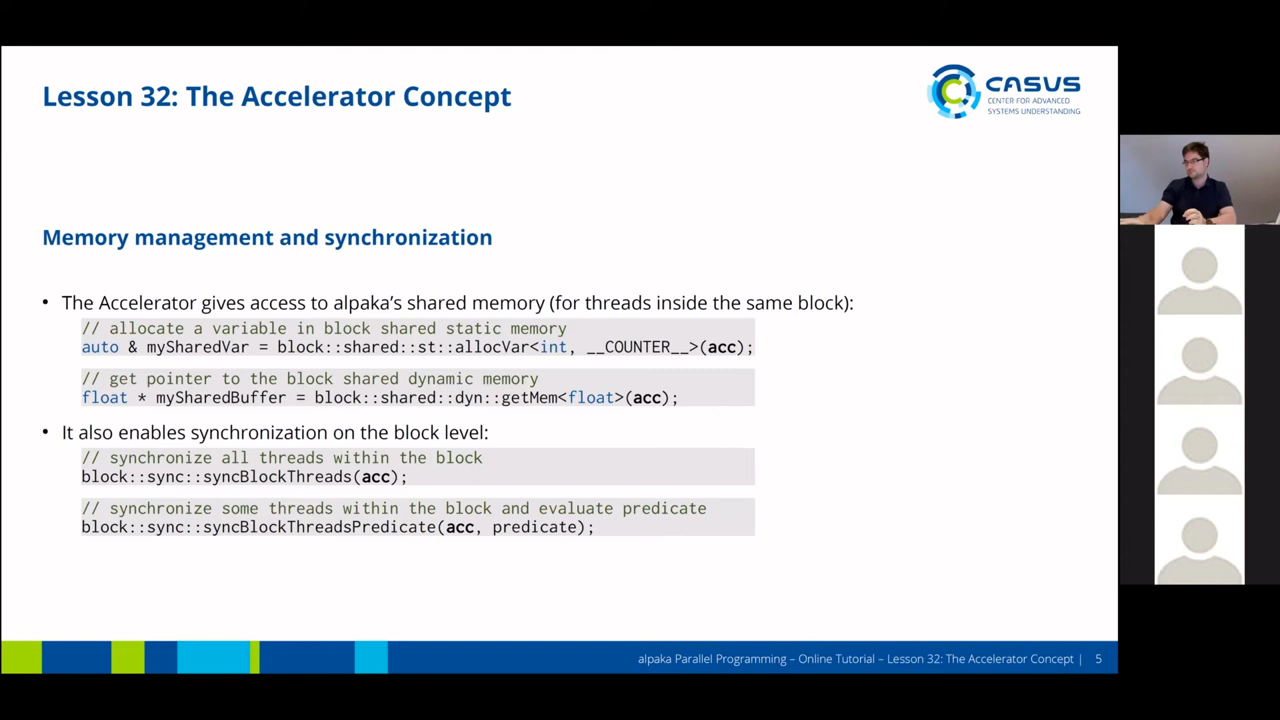 Lesson 32: The Accelerator Concept
CASUS
CENTER FOR ADVANCED
SYSTEMS UNDERSTANDING
Memory management and synchronization
• The Accelerator gives access to alpaka's shared memory (for threads inside the same block):
// allocate a variable in block shared static memory
auto & mySharedVar = block::shared::st::allocVar<int, __COUNTER__>(acc);
// get pointer to the block shared dynamic memory
float * mySharedBuffer = block::shared::dyn::getMem<float>(acc);
• It also enables synchronization on the block level:
// synchronize all threads within the block
block::sync::syncBlockThreads(acc);
// synchronize some threads within the block and evaluate predicate
block::sync::syncBlockThreadsPredicate(acc, predicate);
alpaka Parallel Programming – Online Tutorial – Lesson 32: The Accelerator Concept | 5